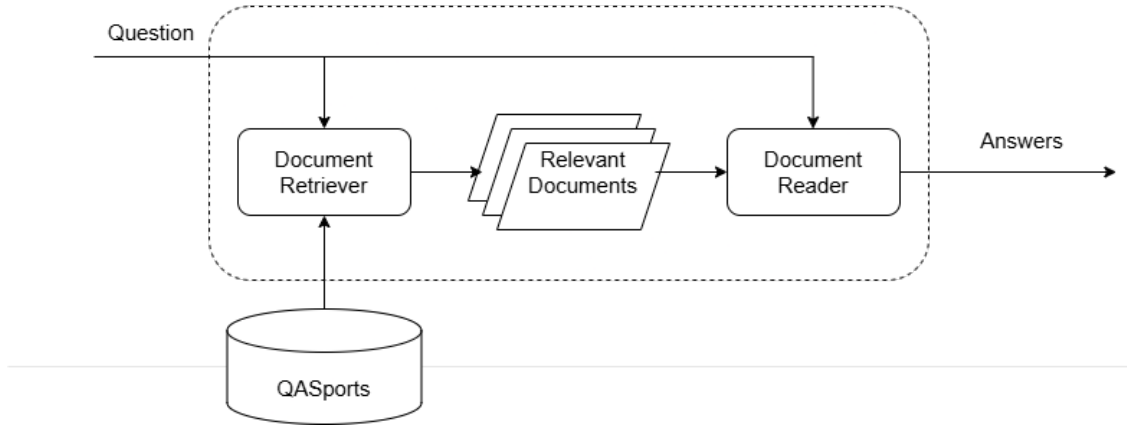 Question
Document
Retriever
Relevant
Documents
Document
Reader
Answers
QASports